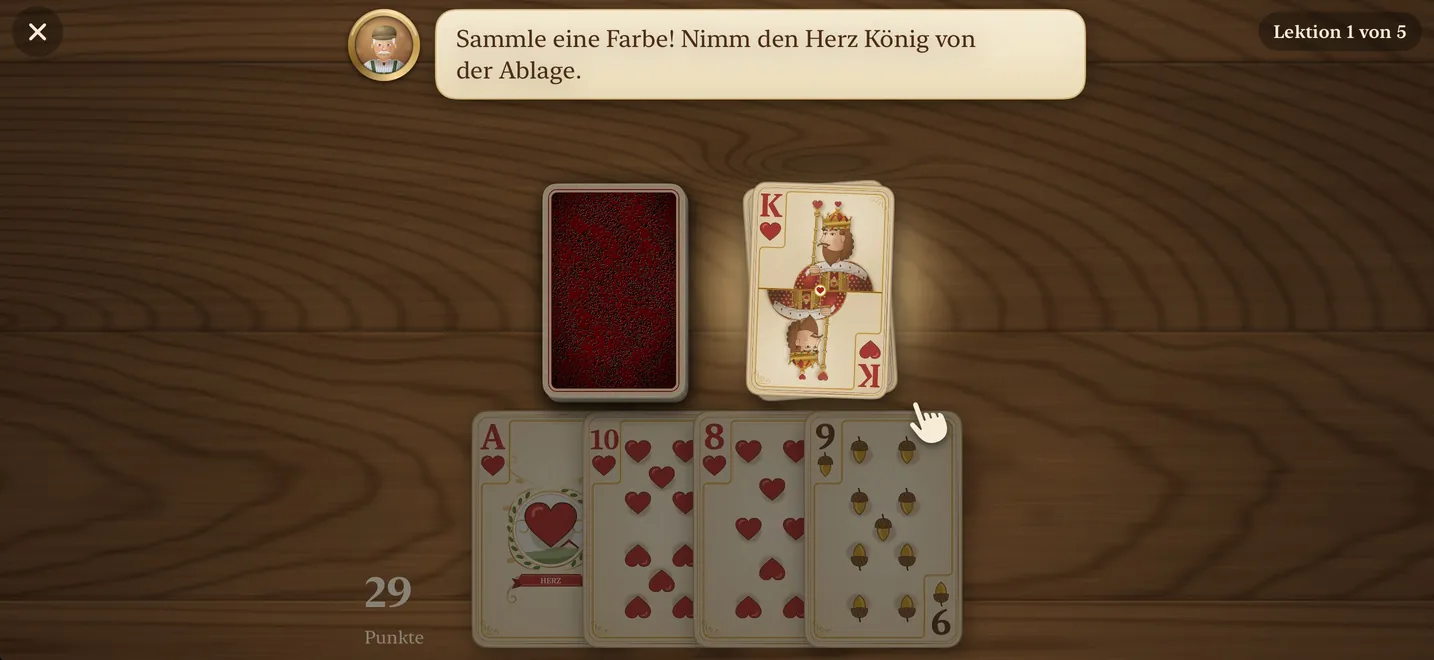 Sammle eine Farbe! Nimm den Herz König von
der Ablage.
Lektion 1 von 5
K
K
A
HERZ
10
8
9
9
29
Punkte